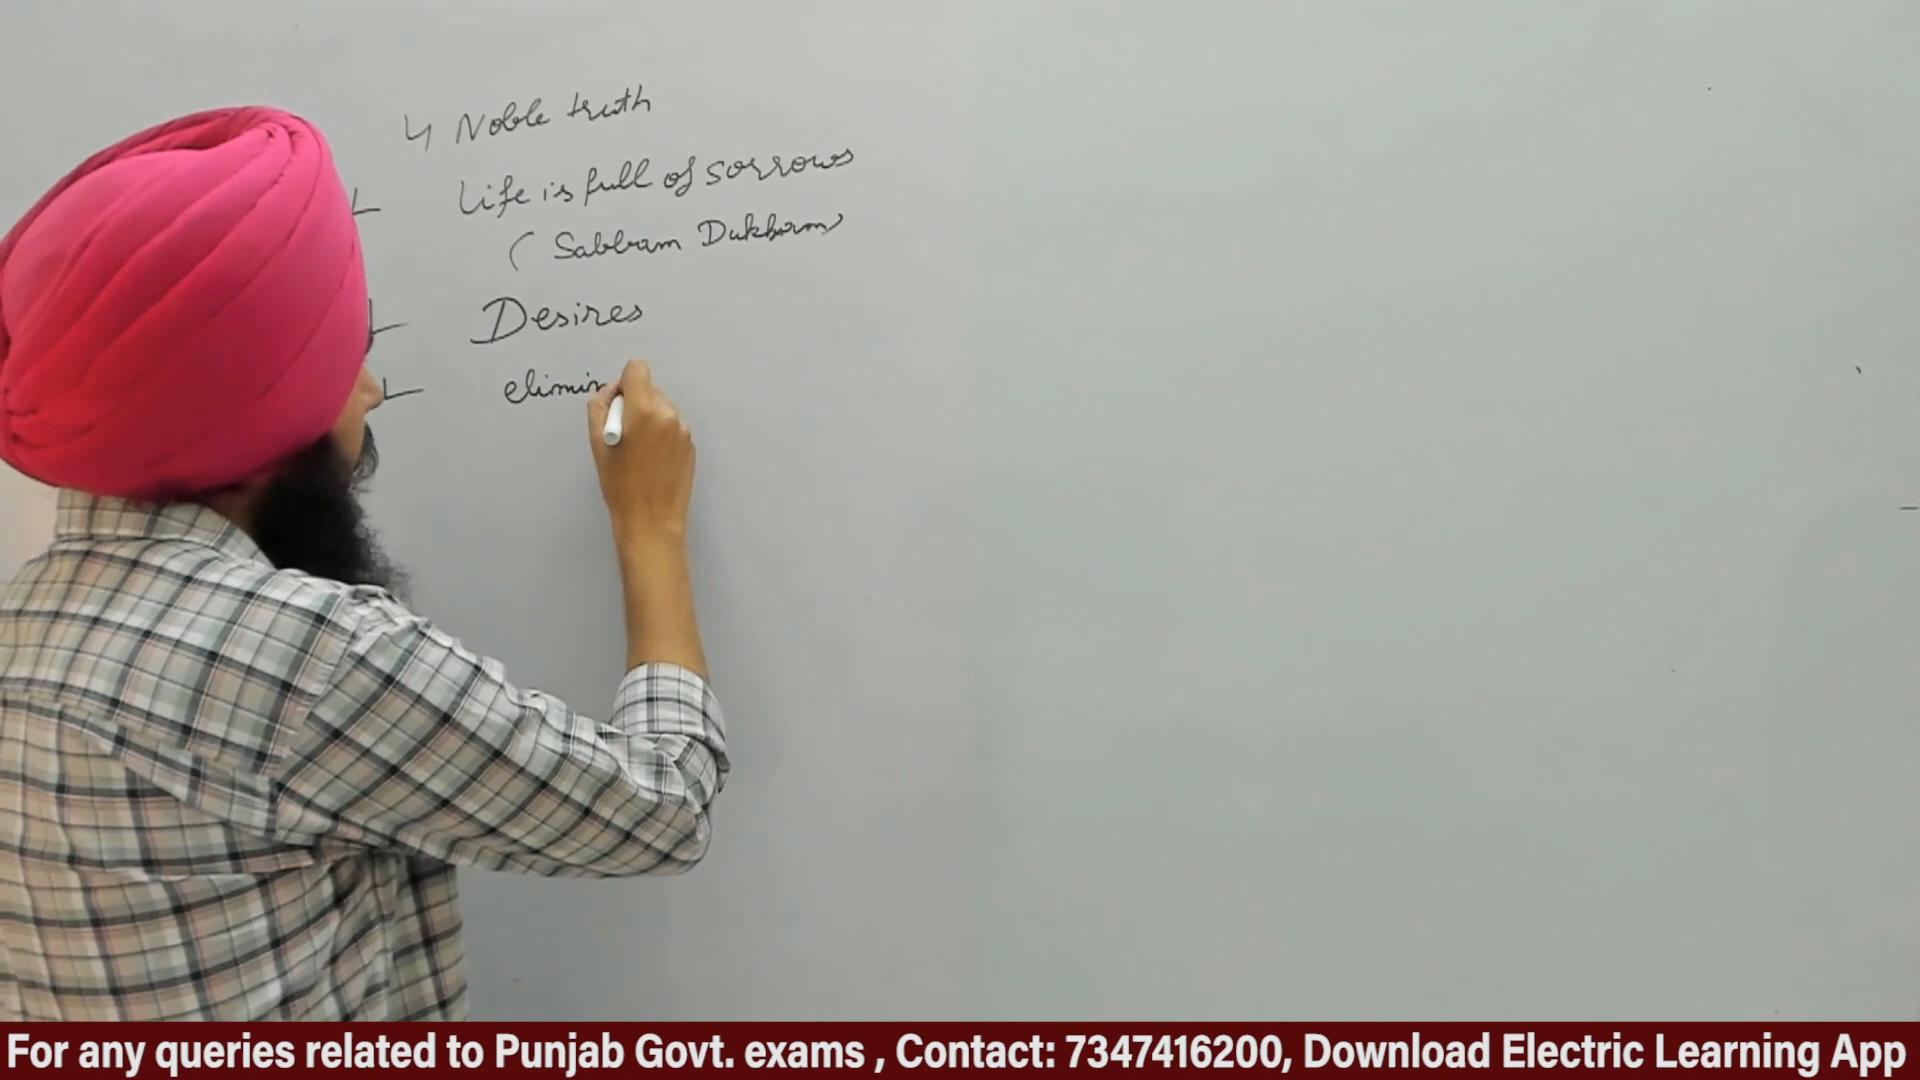 4 Noble truth
Life is full of sorrows
( Sabbam Dukham)
Desires
elimin
For any queries related to Punjab Govt. exams , Contact: 7347416200, Download Electric Learning App